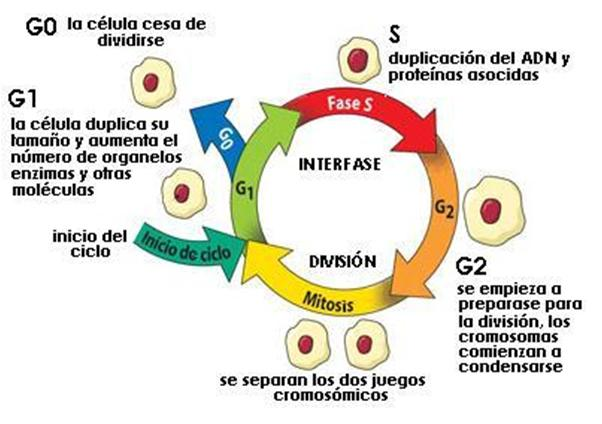 G0 la célula cesa de
dividirse
S
duplicación del ADN y
proteínas asocidas
G1
la célula duplica su
tamaño y aumenta el
número de organelos
enzimas y otras
moléculas
G0
Fase S
G1
INTERFASE
G2
inicio del
ciclo
Inicio de ciclo
DIVISIÓN
Mitosis
G2
se empieza a
prepararse para
la división, los
cromosomas
comienzan a
condensarse
se separan los dos juegos
cromosómicos